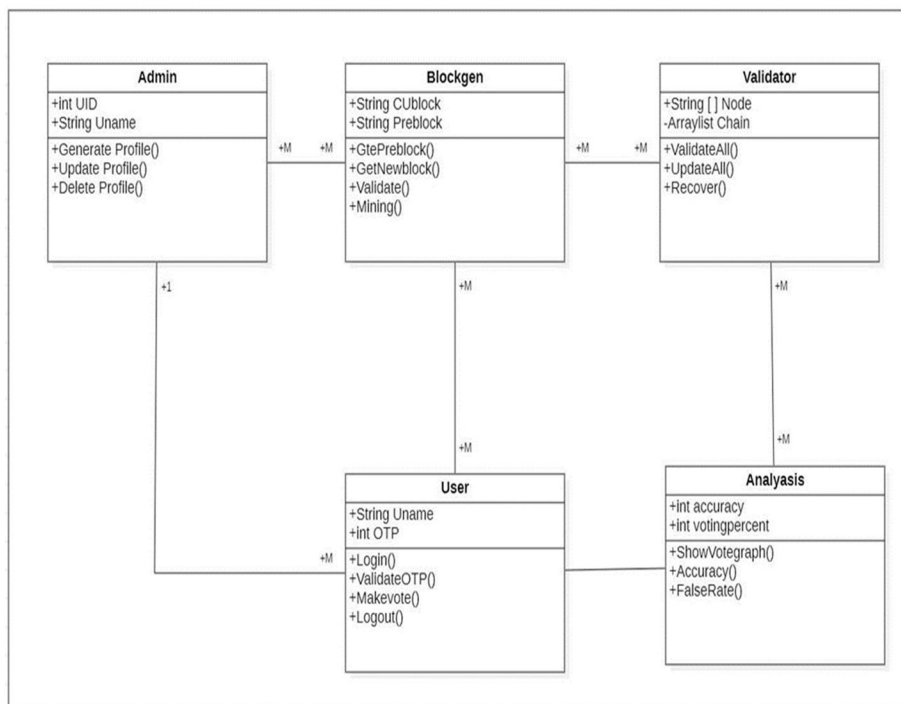 Admin
+int UID
+String Uname
+Generate Profile()
+Update Profile()
+Delete Profile()
+M
+M
Blockgen
+String CUblock
+String Preblock
+GtePreblock()
+GetNewblock()
+Validate()
+Mining()
+M
+M
Validator
+String [ ] Node
-Arraylist Chain
+ValidateAll()
+UpdateAll()
+Recover()
+1
+M
+M
+M
+M
+M
User
+String Uname
+int OTP
+Login()
+ValidateOTP()
+Makevote()
+Logout()
Analyasis
+int accuracy
+int votingpercent
+ShowVotegraph()
+Accuracy()
+FalseRate()